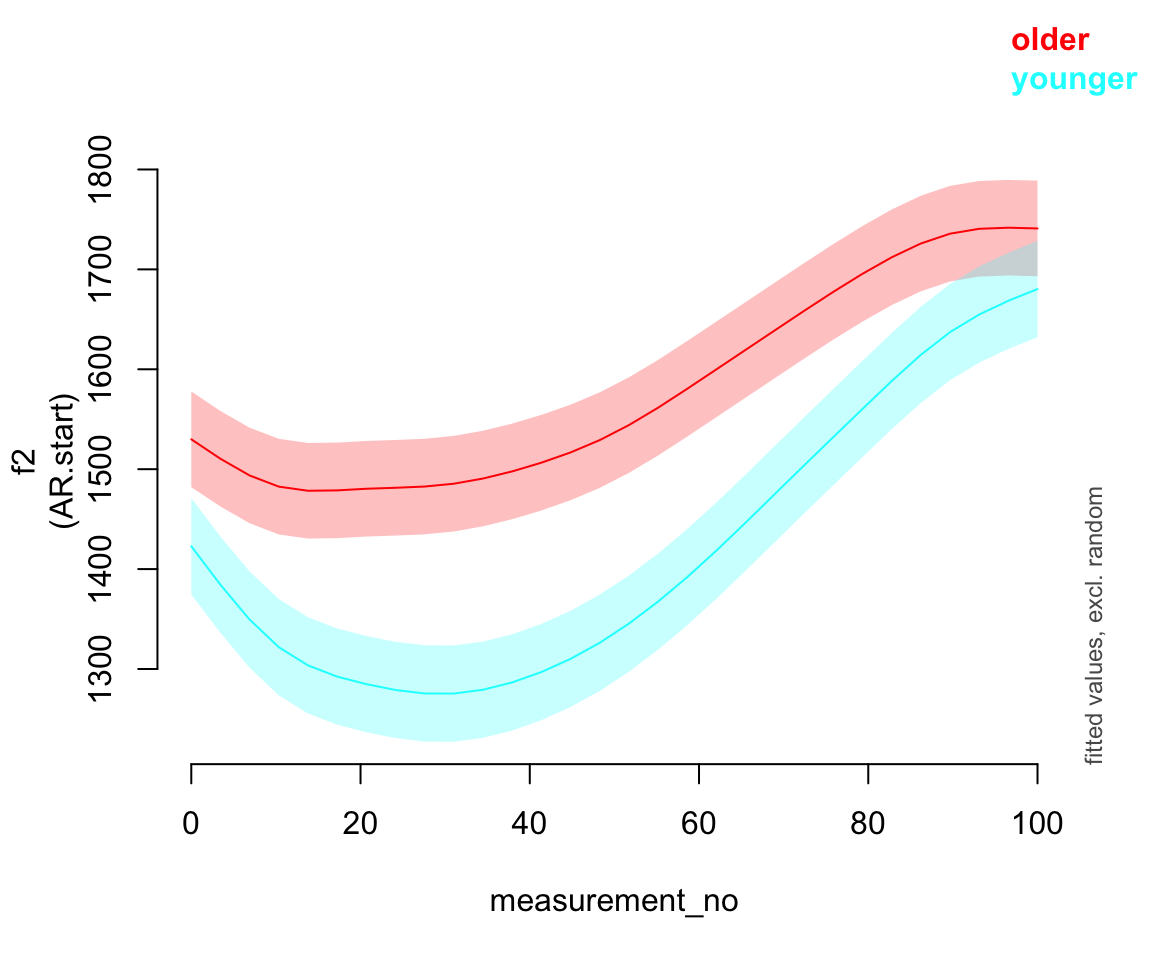 older
younger
f2
(AR.start)
1800
1700
1600
1500
1400
1300
0 20 40 60 80 100
measurement_no
fitted values, excl. random